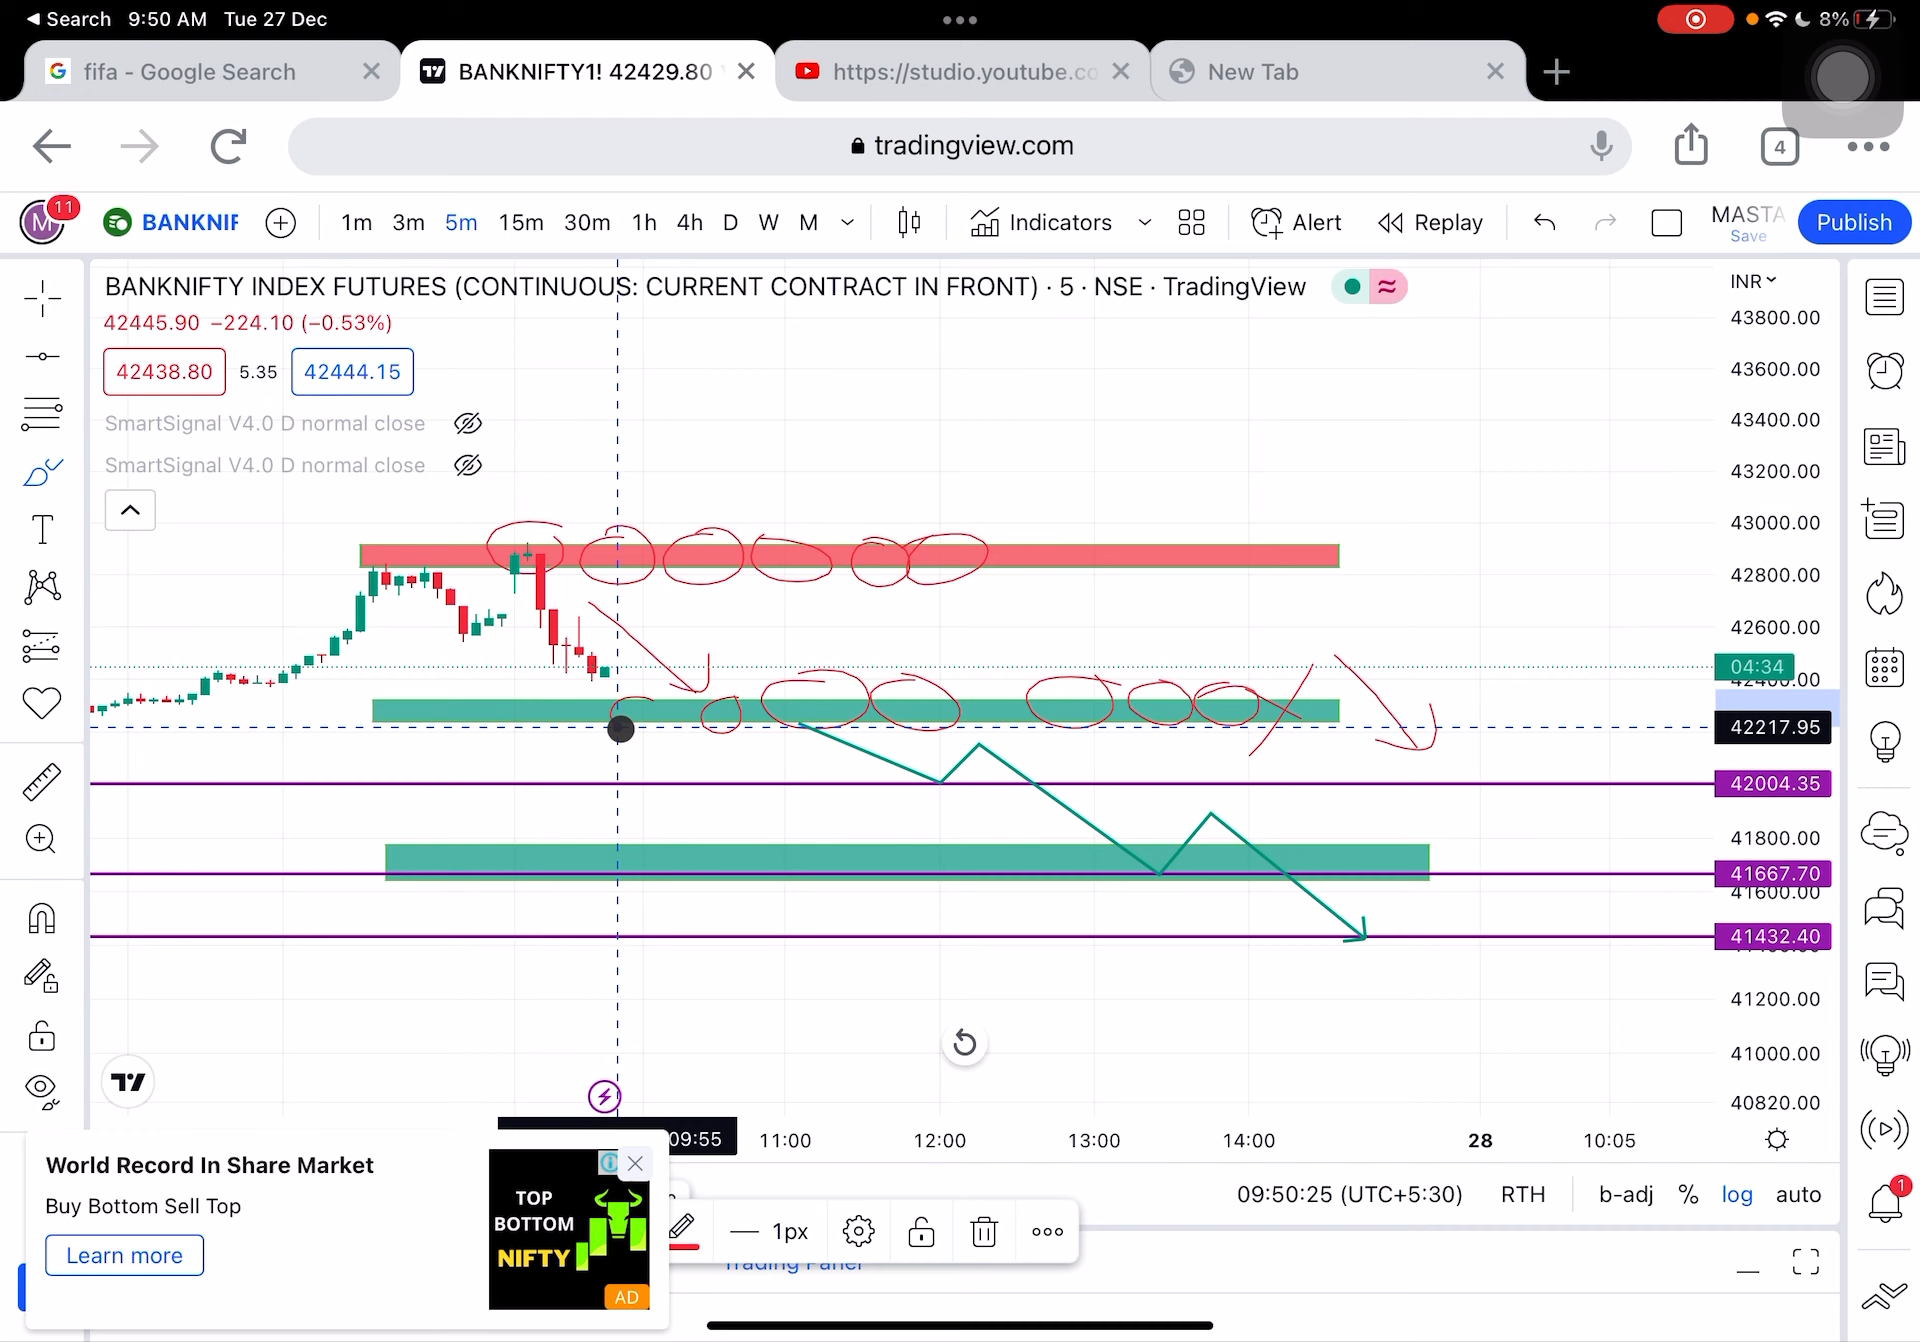 Search 9:50 AM Tue 27 Dec
8%
fifa - Google Search
BANKNIFTY1! 42429.80
https://studio.youtube.co
New Tab
tradingview.com
4
M 11
BANKNIF
1m 3m 5m 15m 30m 1h 4h D W M
Indicators
Alert
Replay
MASTA
Save
Publish
BANKNIFTY INDEX FUTURES (CONTINUOUS: CURRENT CONTRACT IN FRONT) · 5 · NSE · TradingView
INR
42445.90 −224.10 (−0.53%)
42438.80 5.35 42444.15
SmartSignal V4.0 D normal close
SmartSignal V4.0 D normal close
43800.00
43600.00
43400.00
43200.00
43000.00
42800.00
42600.00
04:34
42400.00
42217.95
42004.35
41800.00
41667.70
41600.00
41432.40
41200.00
41000.00
40820.00
09:55 11:00 12:00 13:00 14:00 28 10:05
09:50:25 (UTC+5:30) RTH b-adj % log auto
1
World Record In Share Market
Buy Bottom Sell Top
Learn more
TOP
BOTTOM
NIFTY
AD
1px
Trading Panel